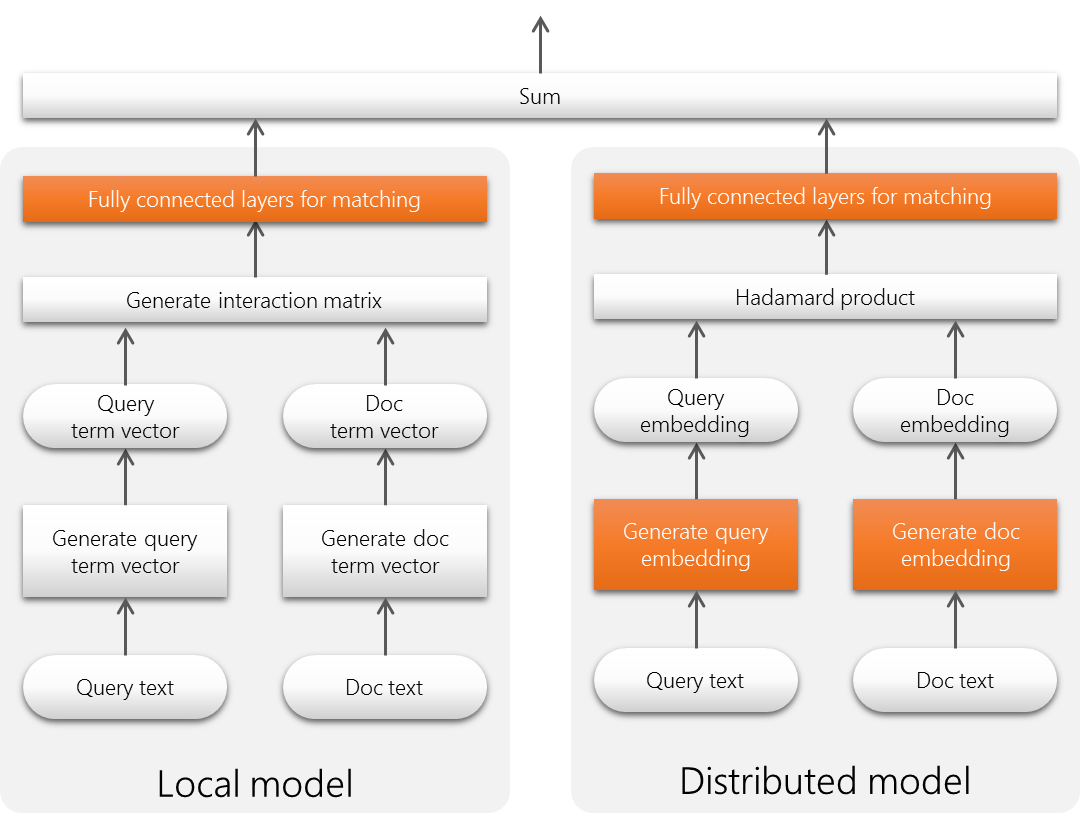 Sum
Fully connected layers for matching
Generate interaction matrix
Query
term vector
Doc
term vector
Generate query
term vector
Generate doc
term vector
Query text
Doc text
Local model
Fully connected layers for matching
Hadamard product
Query
embedding
Doc
embedding
Generate query
embedding
Generate doc
embedding
Query text
Doc text
Distributed model